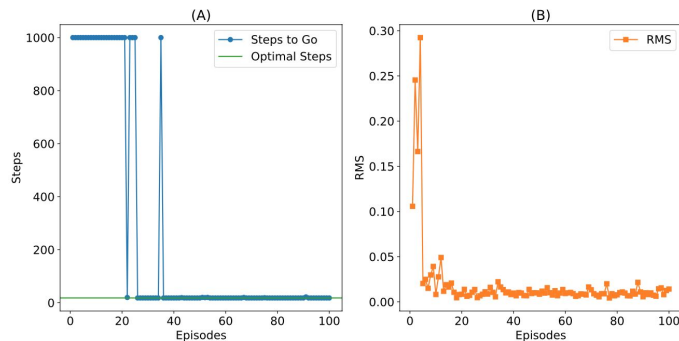 (A)
1000
800
600
400
200
0
Steps
0 20 40 60 80 100
Episodes
Steps to Go
Optimal Steps
(B)
0.30
0.25
0.20
0.15
0.10
0.05
0.00
RMS
0 20 40 60 80 100
Episodes
RMS